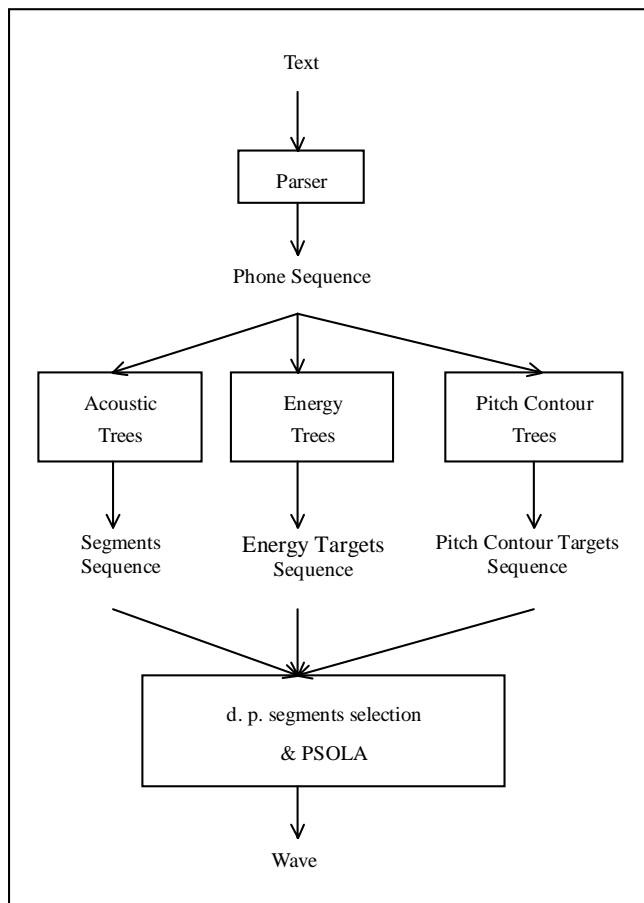 Text
Parser
Phone Sequence
Acoustic
Trees
Energy
Trees
Pitch Contour
Trees
Segments
Sequence
Energy Targets
Sequence
Pitch Contour Targets
Sequence
d. p. segments selection
& PSOLA
Wave